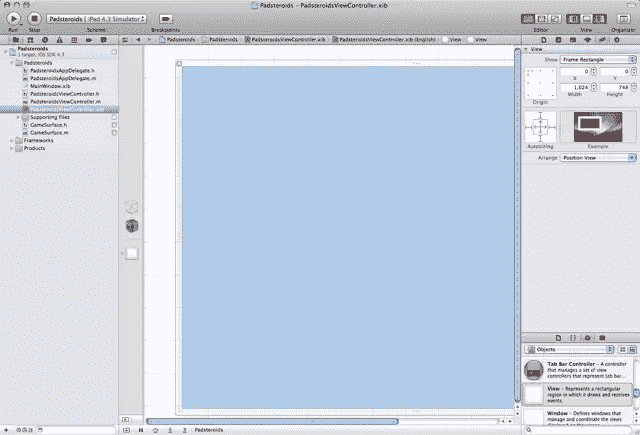 Padsteroids – PadsteroidsViewController.xib
Run
Stop
Padsteroids | iPad 4.3 Simulator
Scheme
Breakpoints
Editor
View
Organizer
Padsteroids
1 target, iOS SDK 4.3
Padsteroids
PadsteroidsAppDelegate.h
PadsteroidsAppDelegate.m
MainWindow.xib
PadsteroidsViewController.h
PadsteroidsViewController.m
Supporting Files
GameSurface.h
GameSurface.m
Frameworks
Products
Padsteroids
Padsteroids
PadsteroidsViewController.xib
PadsteroidsViewController.xib (English)
View
View
Padsteroids
View
Show
Frame Rectangle
0
0
X
Y
1,024
748
Width
Height
Origin
Autosizing
Example
Arrange
Position View
Objects
Tab Bar Controller – A controller
that manages a set of view
controllers that represent tab bar...
View – Represents a rectangular
region in which it draws and receives
events.
Window – Defines windows that
manage and coordinate the views